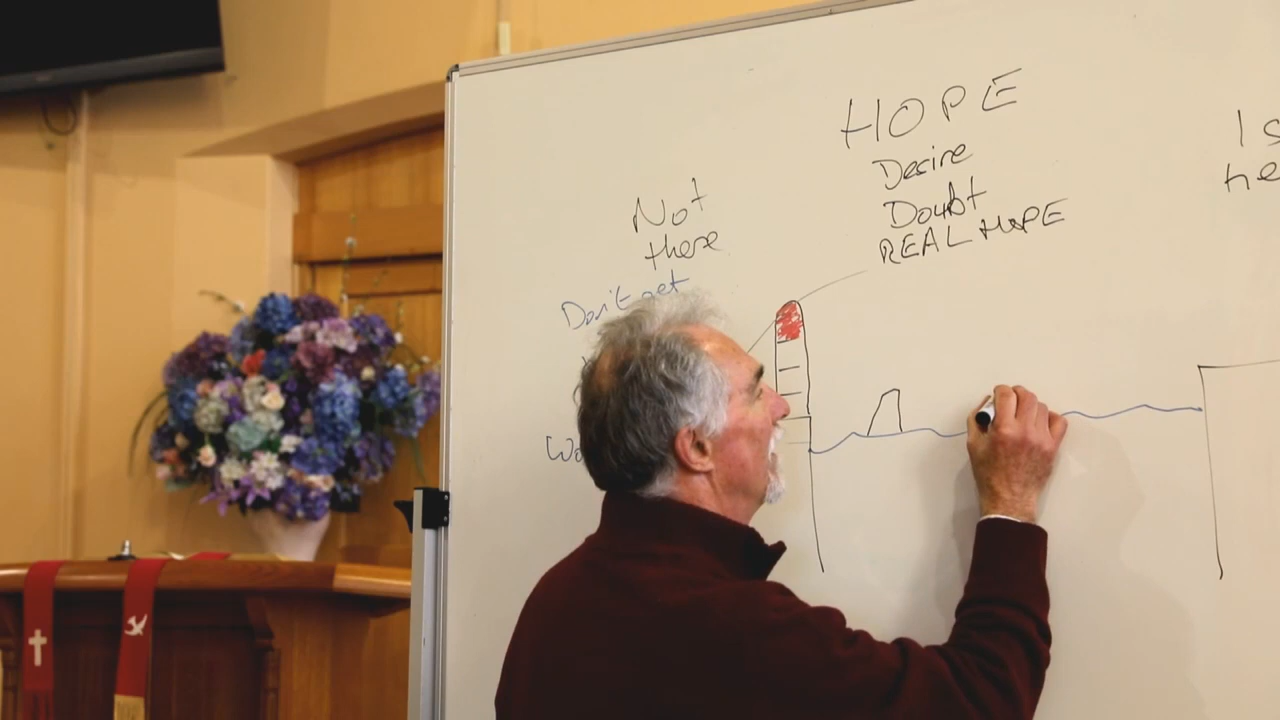 HOPE
Desire
Doubt
REAL HOPE
Not
there
Don't get